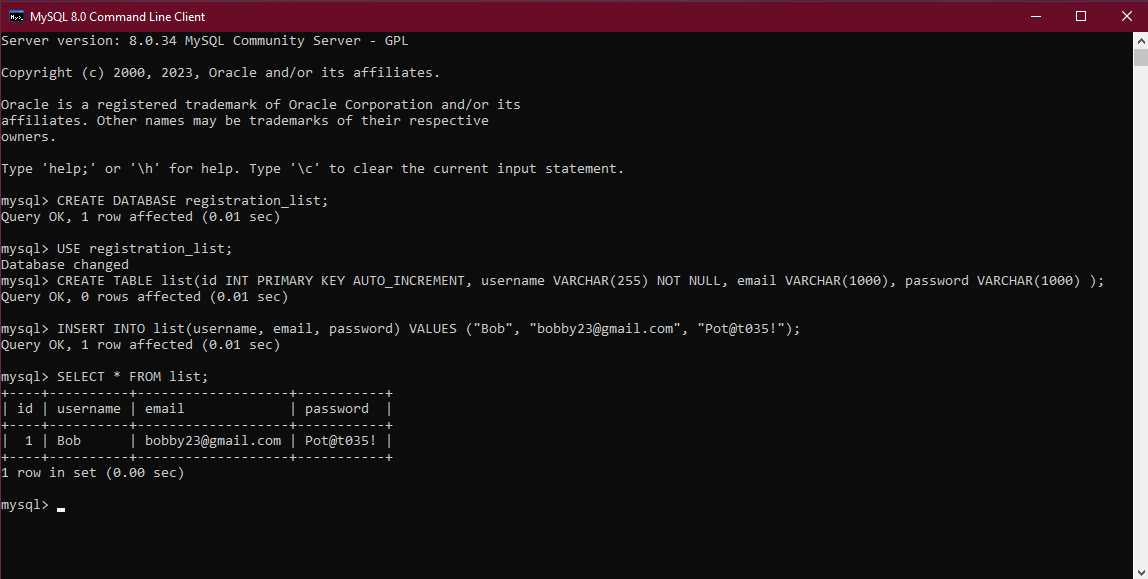 MySQL 8.0 Command Line Client
Server version: 8.0.34 MySQL Community Server - GPL
Copyright (c) 2000, 2023, Oracle and/or its affiliates.
Oracle is a registered trademark of Oracle Corporation and/or its
affiliates. Other names may be trademarks of their respective
owners.
Type 'help;' or '\h' for help. Type '\c' to clear the current input statement.
mysql> CREATE DATABASE registration_list;
Query OK, 1 row affected (0.01 sec)
mysql> USE registration_list;
Database changed
mysql> CREATE TABLE list(id INT PRIMARY KEY AUTO_INCREMENT, username VARCHAR(255) NOT NULL, email VARCHAR(1000), password VARCHAR(1000) );
Query OK, 0 rows affected (0.01 sec)
mysql> INSERT INTO list(username, email, password) VALUES ("Bob", "bobby23@gmail.com", "Pot@t035!");
Query OK, 1 row affected (0.01 sec)
mysql> SELECT * FROM list;
+----+----------+-------------------+-----------+
| id | username | email             | password  |
+----+----------+-------------------+-----------+
|  1 | Bob      | bobby23@gmail.com | Pot@t035! |
+----+----------+-------------------+-----------+
1 row in set (0.00 sec)
mysql>